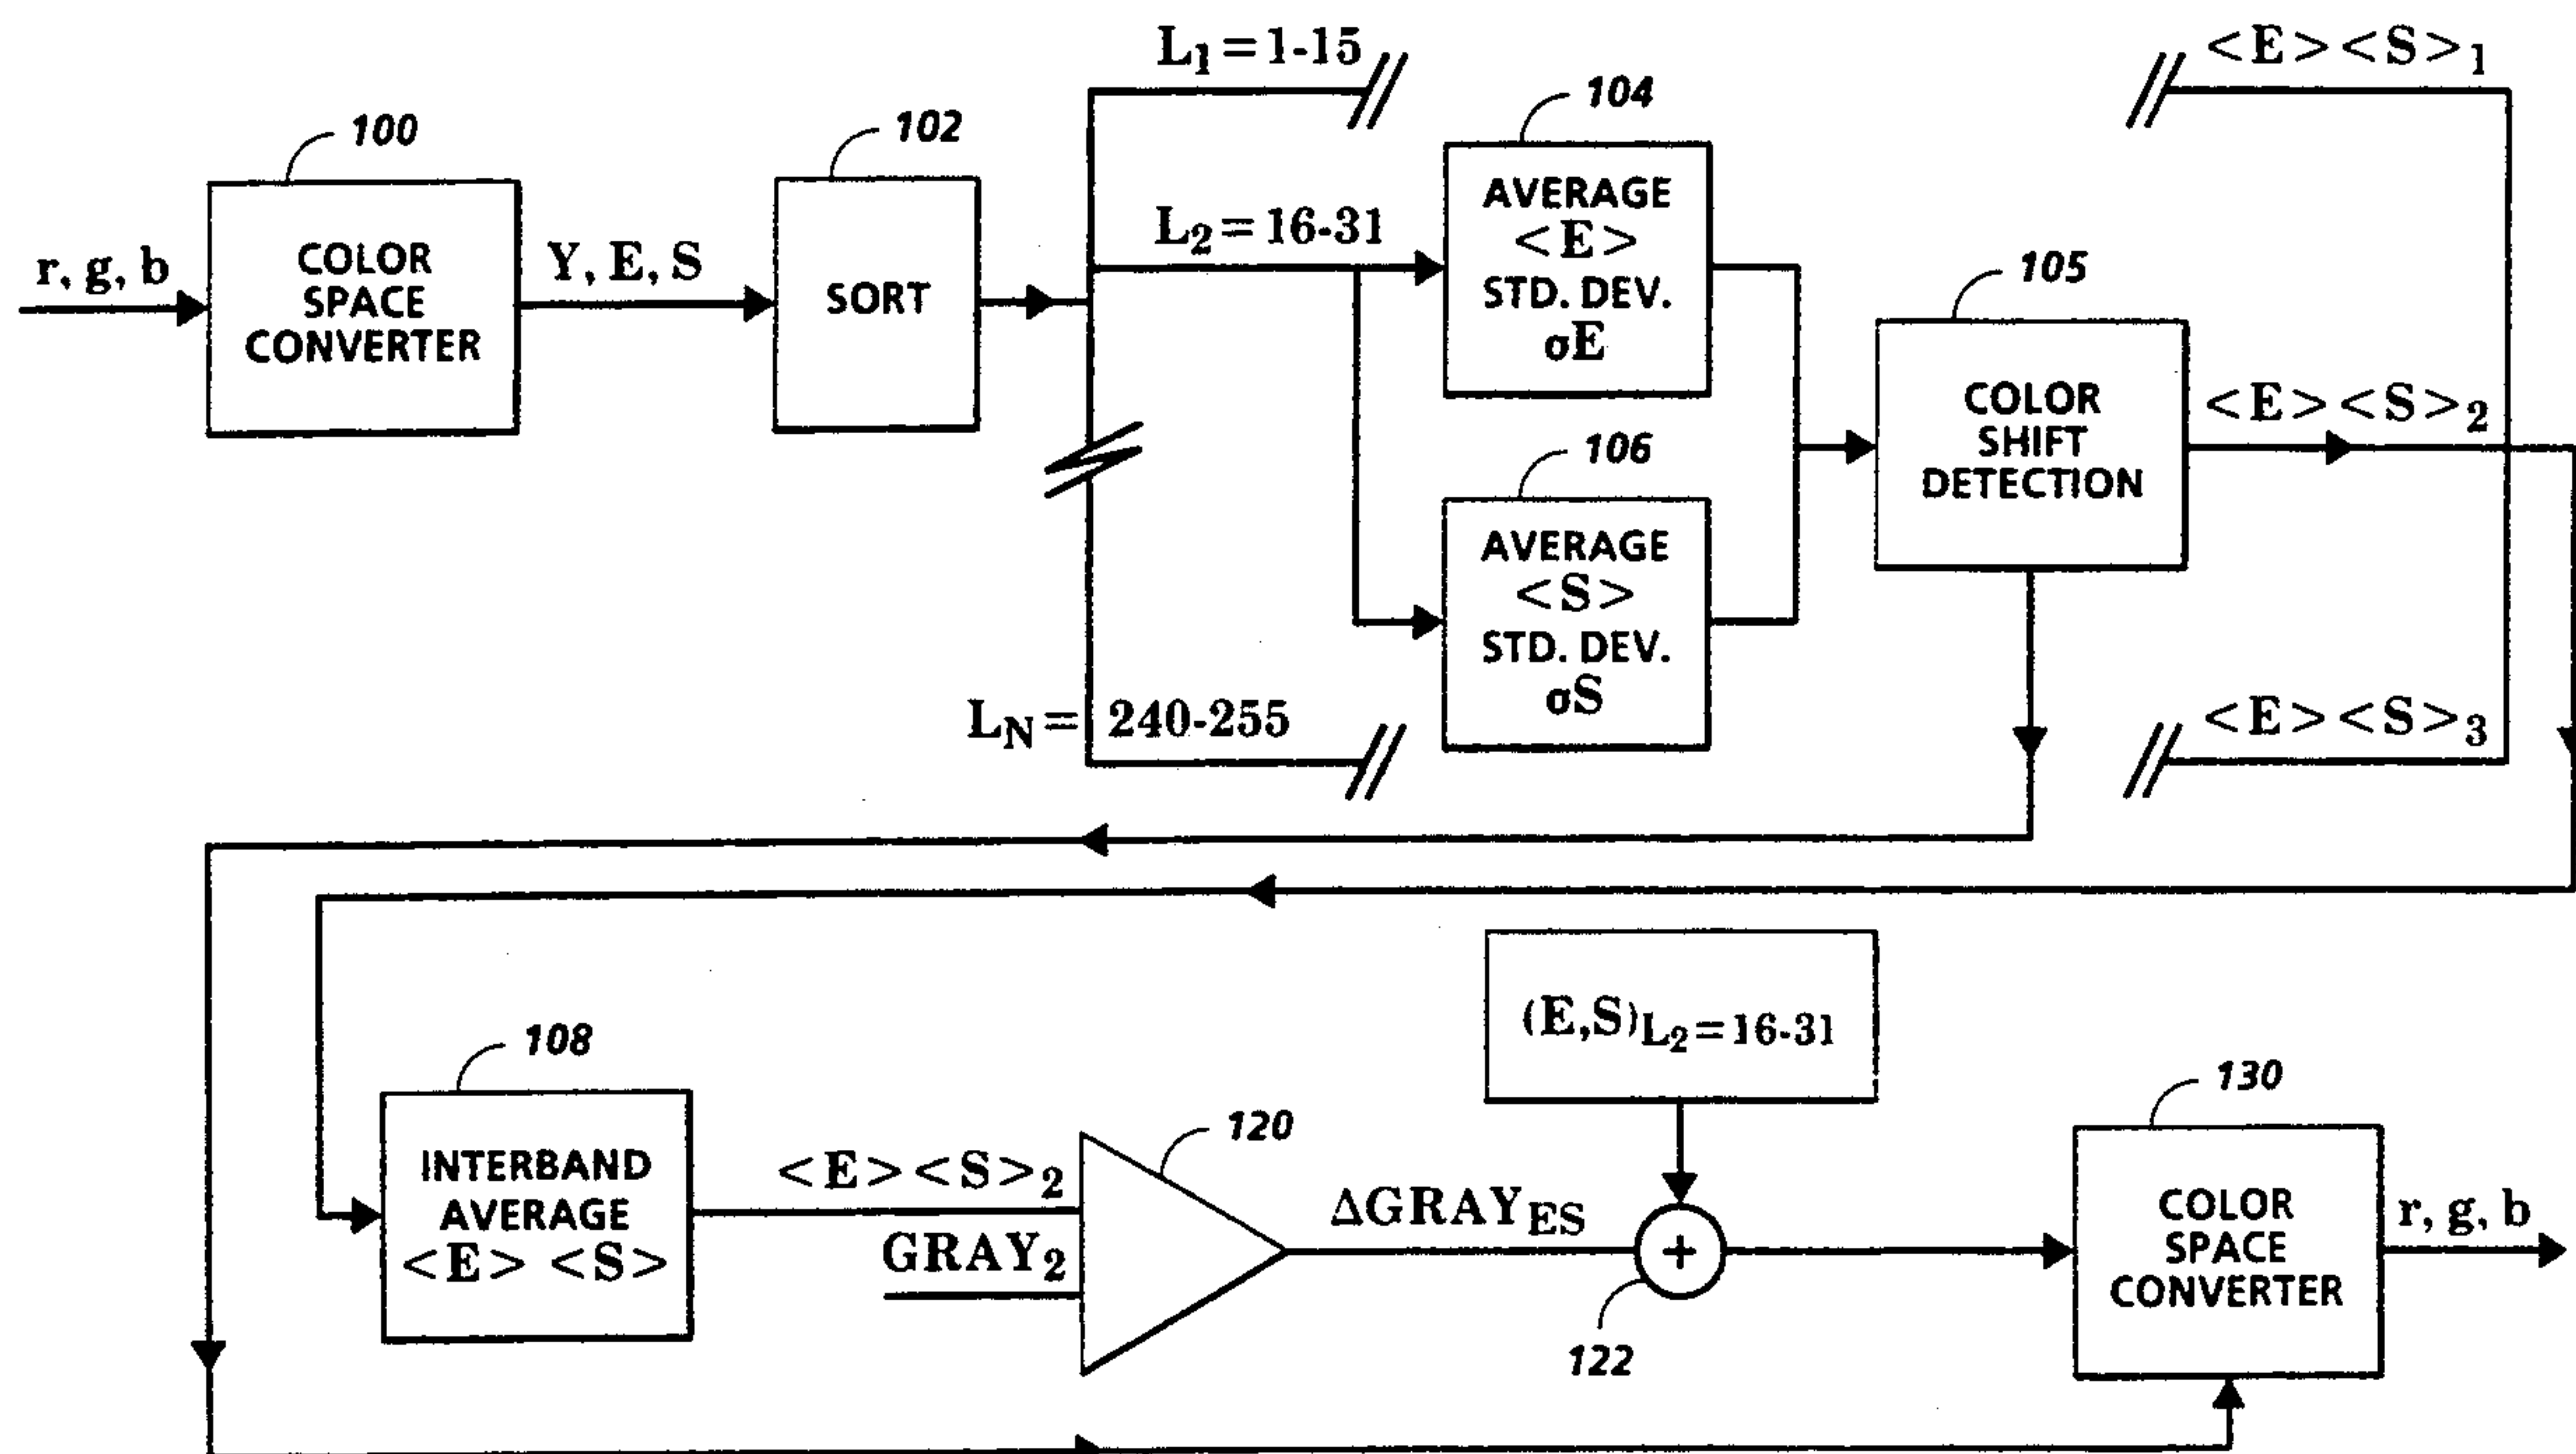 L1 = 1-15
<E><S>1
100
102
104
r, g, b
COLOR
SPACE
CONVERTER
Y, E, S
SORT
L2 = 16-31
AVERAGE
<E>
STD. DEV.
σE
105
COLOR
SHIFT
DETECTION
<E><S>2
106
AVERAGE
<S>
STD. DEV.
σS
LN = 240-255
<E><S>3
(E,S)L2 = 16-31
108
INTERBAND
AVERAGE
<E> <S>
<E><S>2
GRAY2
120
ΔGRAYES
+
122
130
COLOR
SPACE
CONVERTER
r, g, b